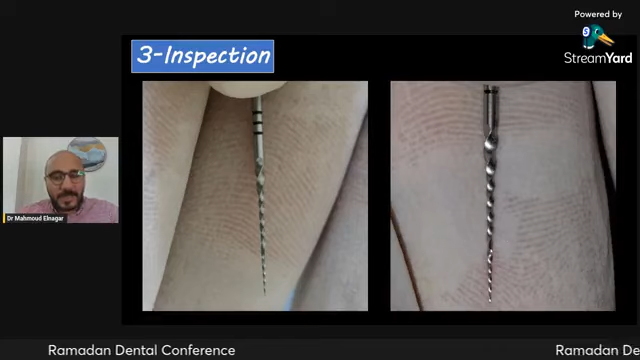 Powered by
StreamYard
3-Inspection
Dr Mahmoud Elnagar
Ramadan Dental Conference
Ramadan De